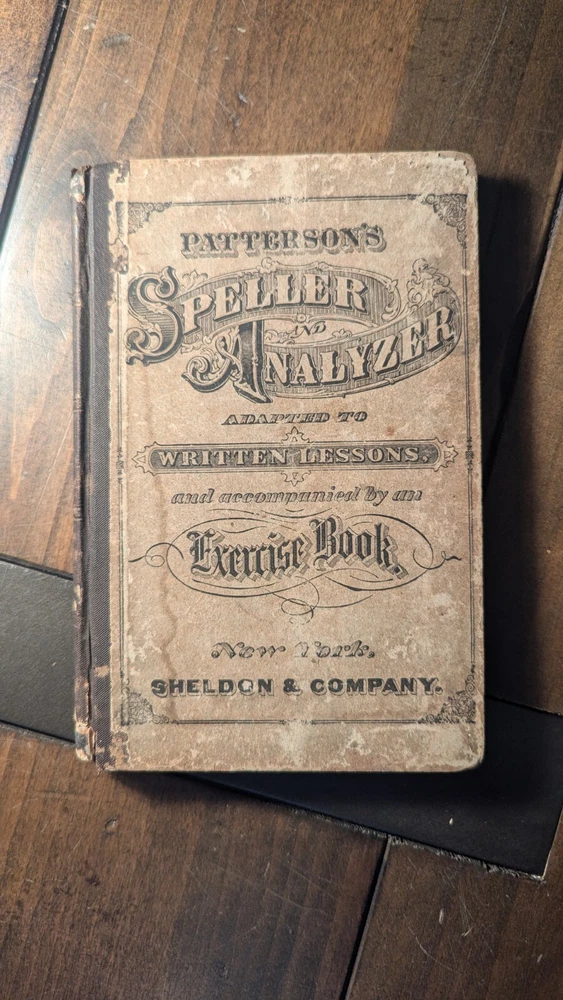 PATTERSON'S
SPELLER
AND
ANALYZER
ADAPTED TO
WRITTEN LESSONS,
and accompanied by an
Exercise Book.
New York,
SHELDON & COMPANY.